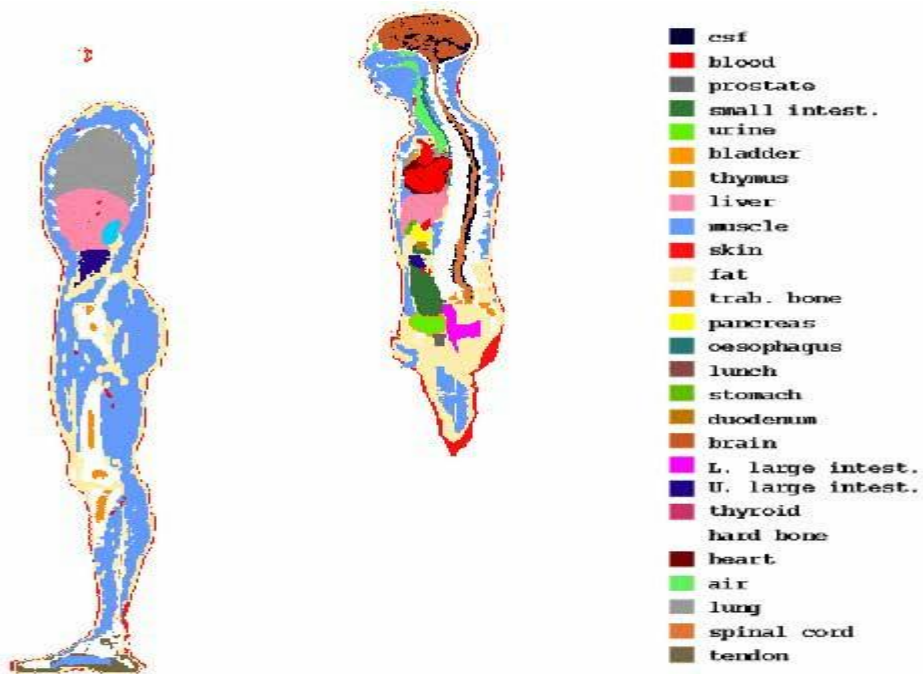 csf
blood
prostate
small intest.
urine
bladder
thymus
liver
muscle
skin
fat
trab. bone
pancreas
oesophagus
lunch
stomach
duodenum
brain
L. large intest.
U. large intest.
thyroid
hard bone
heart
air
lung
spinal cord
tendon